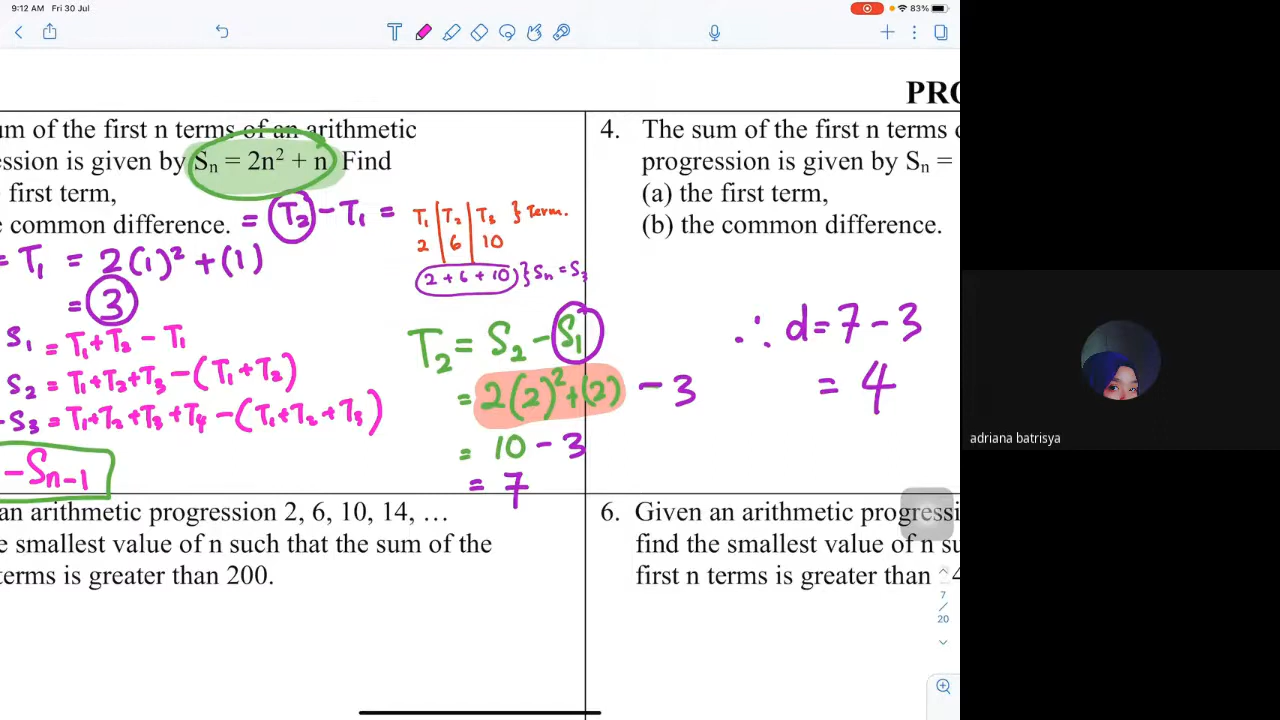 9:12 AM Fri 30 Jul
83%
PRO
um of the first n terms of an arithmetic
ession is given by Sₙ = 2n² + n. Find
first term,
e common difference. = T₂ - T₁ =
T₁ T₂ T₃ } Term.
2 6 10
2 + 6 + 10 } Sₙ = S₃
= T₁ = 2(1)² + (1)
= 3
S₁ = T₁ + T₂ - T₁
S₂ = T₁+T₂+T₃ - (T₁+T₂)
-S₃ = T₁+T₂+T₃+T₄ - (T₁+T₂+T₃)
-Sₙ₋₁
T₂ = S₂ - S₁
= 2(2)² + (2) - 3
= 10 - 3
= 7
4. The sum of the first n terms
progression is given by Sₙ =
(a) the first term,
(b) the common difference.
∴ d = 7 - 3
= 4
an arithmetic progression 2, 6, 10, 14, …
e smallest value of n such that the sum of the
terms is greater than 200.
6. Given an arithmetic progressi
find the smallest value of n su
first n terms is greater than
7
/
20
adriana batrisya